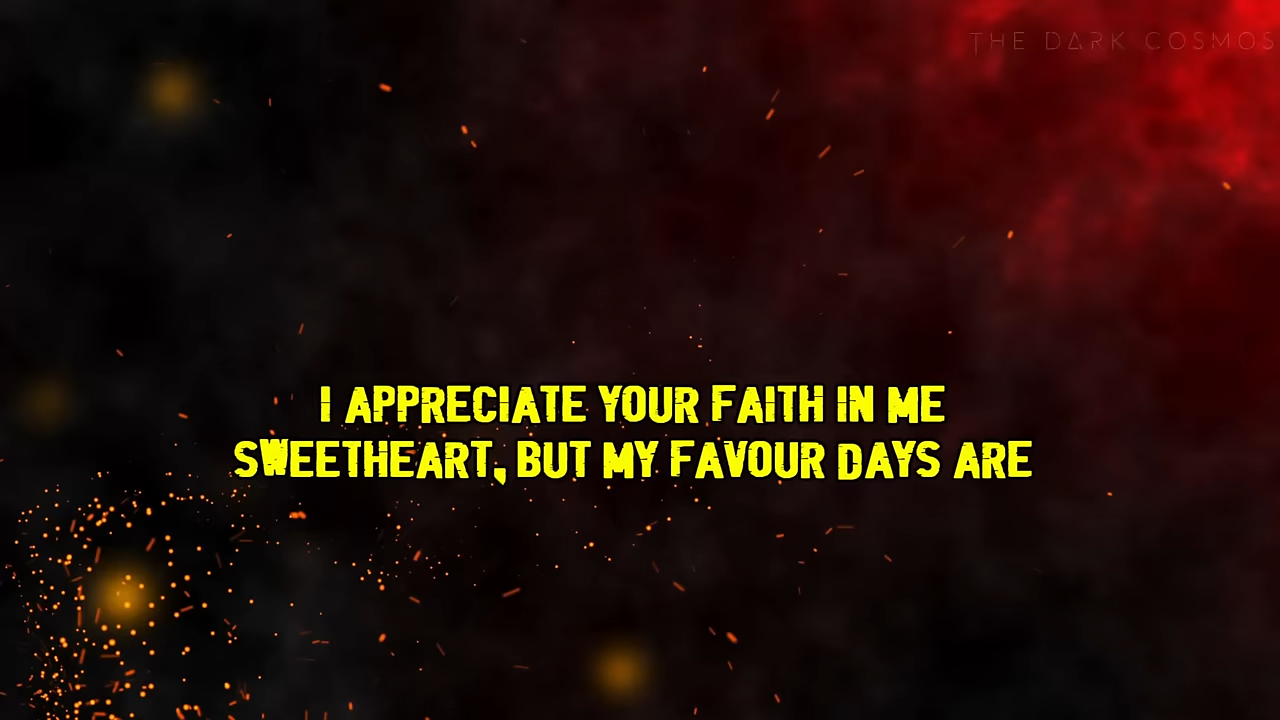 THE DARK COSMOS
I APPRECIATE YOUR FAITH IN ME
SWEETHEART, BUT MY FAVOUR DAYS ARE